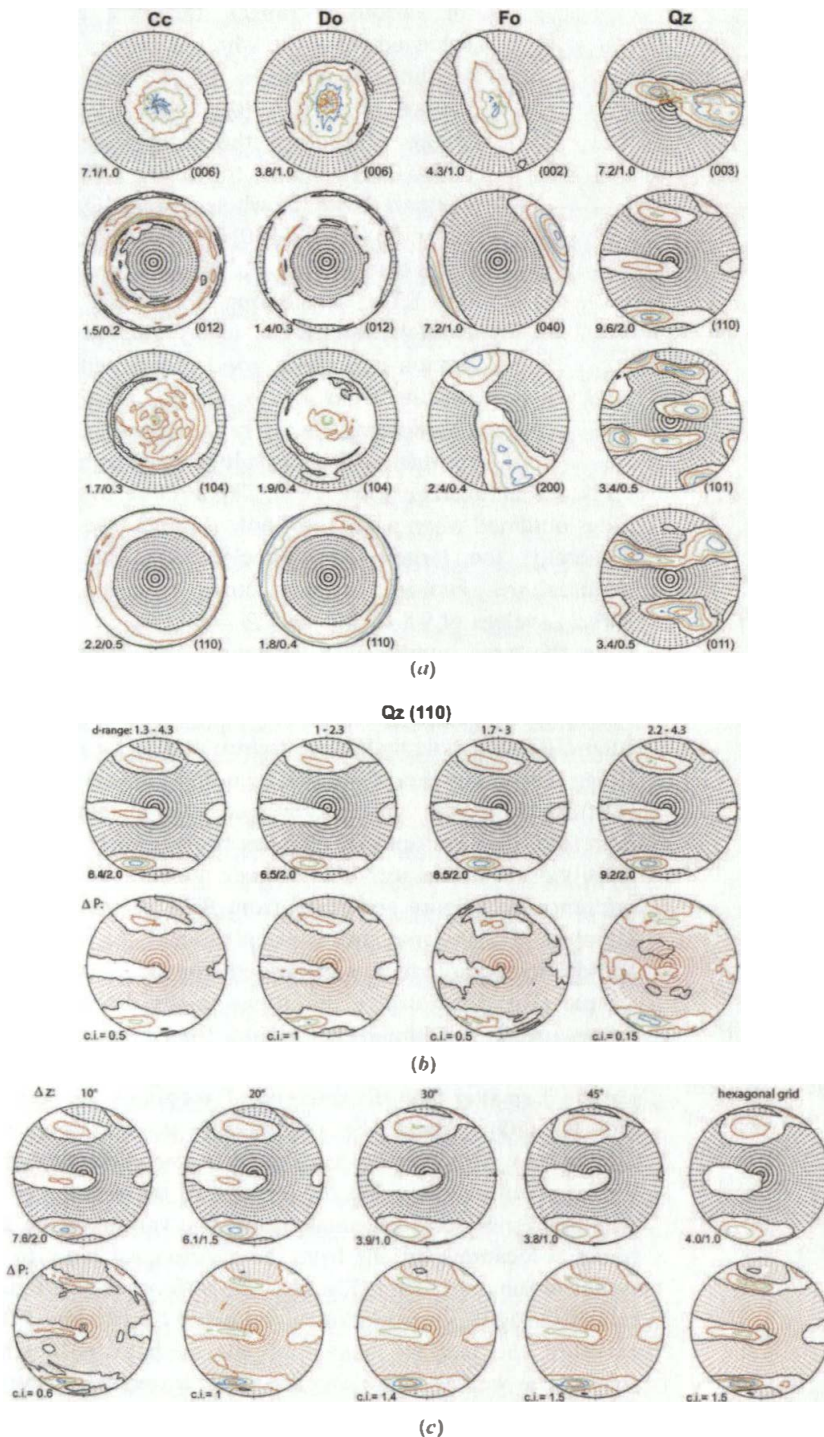 Cc Do Fo Qz
7.1/1.0 (006) 3.8/1.0 (006) 4.3/1.0 (002) 7.2/1.0 (003)
1.5/0.2 (012) 1.4/0.3 (012) 7.2/1.0 (040) 9.6/2.0 (110)
1.7/0.3 (104) 1.9/0.4 (104) 2.4/0.4 (200) 3.4/0.5 (101)
2.2/0.5 (110) 1.8/0.4 (110) 3.4/0.5 (011)
(a)
Qz (110)
d-range: 1.3 - 4.3 1 - 2.3 1.7 - 3 2.2 - 4.3
8.4/2.0 6.5/2.0 8.5/2.0 9.2/2.0
Δ P:
c.i.= 0.5 c.i.= 1 c.i.= 0.5 c.i.= 0.15
(b)
Δ z: 10° 20° 30° 45° hexagonal grid
7.6/2.0 6.1/1.5 3.9/1.0 3.8/1.0 4.0/1.0
Δ P:
c.i.= 0.6 c.i.= 1 c.i.= 1.4 c.i.= 1.5 c.i.= 1.5
(c)